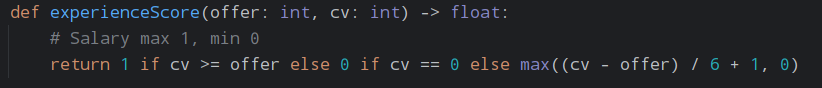 def experienceScore(offer: int, cv: int) -> float:
    # Salary max 1, min 0
    return 1 if cv >= offer else 0 if cv == 0 else max((cv - offer) / 6 + 1, 0)